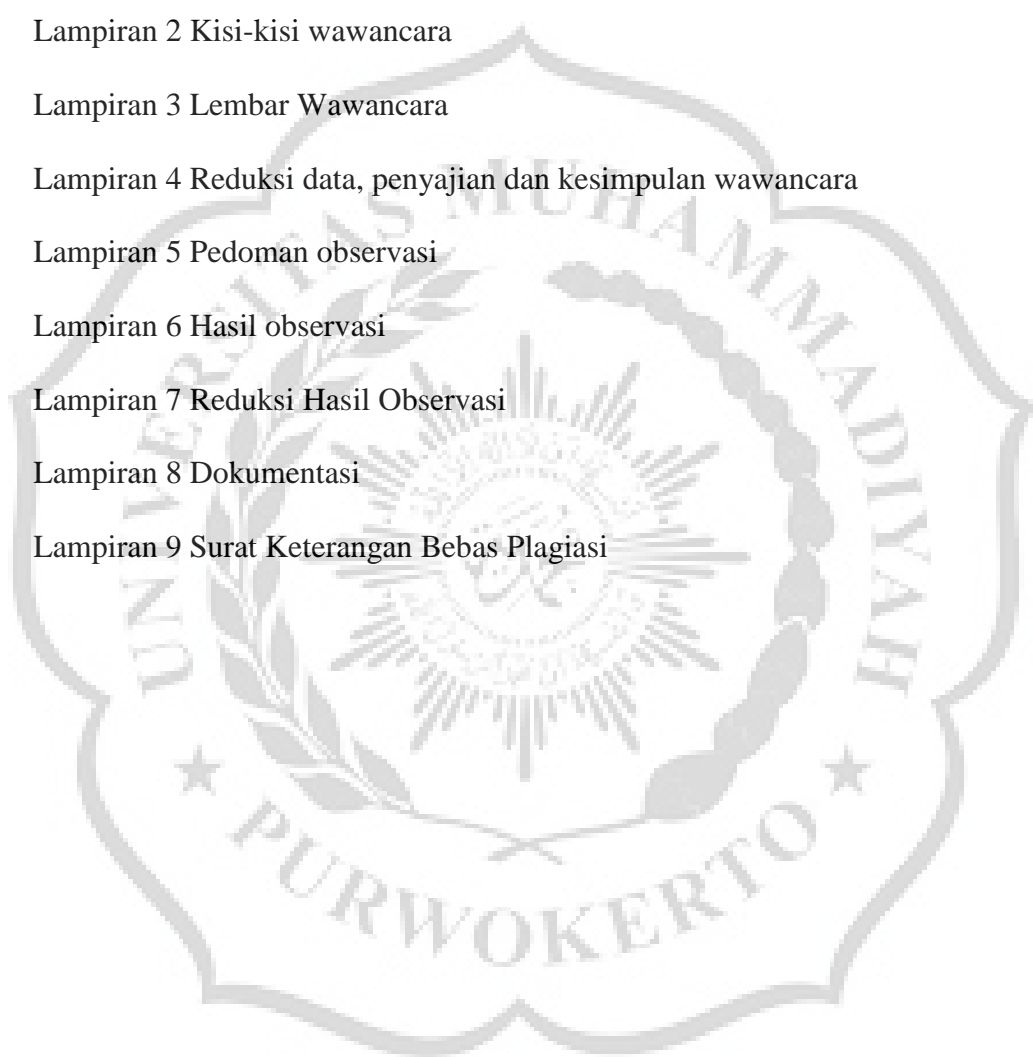 Lampiran 2 Kisi-kisi wawancara
Lampiran 3 Lembar Wawancara
Lampiran 4 Reduksi data, penyajian dan kesimpulan wawancara
Lampiran 5 Pedoman observasi
Lampiran 6 Hasil observasi
Lampiran 7 Reduksi Hasil Observasi
Lampiran 8 Dokumentasi
Lampiran 9 Surat Keterangan Bebas Plagiasi
UNIVERSITAS MUHAMMADIYAH
PURWOKERTO